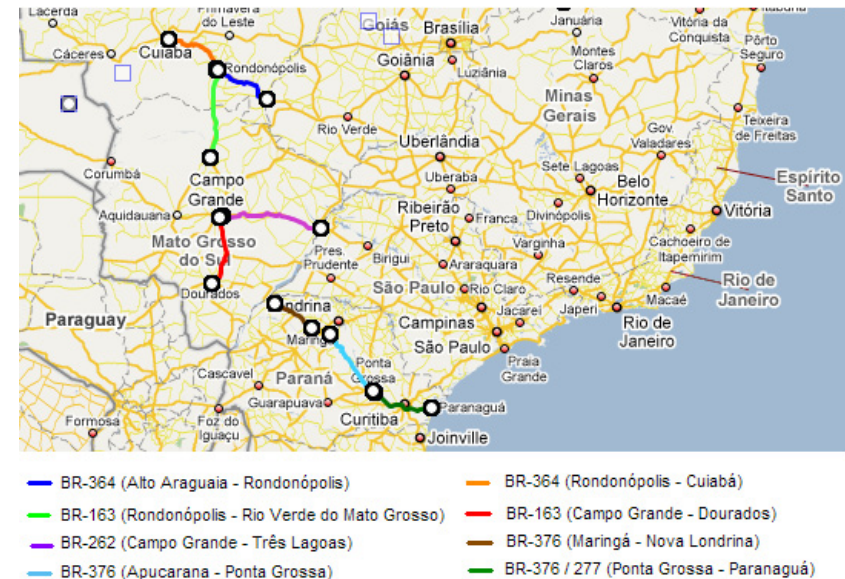 Lacerda
do Leste
Goiás
Brasília
Januária
Vitória da
Conquista
Itabuna
Pôrto
Seguro
Cáceres
Cuiaba
Rondonópolis
Goiânia
Luziânia
Montes
Claros
Minas
Gerais
Teixeira
de Freitas
Rio Verde
Uberlândia
Gov.
Valadares
Corumbá
Campo
Grande
Uberaba
Sete Lagoas
Belo
Horizonte
Espírito
Santo
Aquidauana
Ribeirão
Preto
Franca
Divinópolis
Vitória
Mato Grosso
do Sul
Pres.
Prudente
Birigui
Araraquara
Varginha
Cachoeiro de
Itapemirim
Dourados
São Paulo
Rio Claro
Resende
Rio de
Janeiro
Macaé
Paraguay
ndrina
Maring
Campinas
Jacareí
Japeri
Rio de
Janeiro
São Paulo
Praia
Grande
Ponta
Grossa
Cascavel
Paraná
Guarapuava
Curitiba
Paranaguá
Formosa
Foz do
Iguaçu
Joinville
BR-364 (Alto Araguaia - Rondonópolis)
BR-364 (Rondonópolis - Cuiabá)
BR-163 (Rondonópolis - Rio Verde do Mato Grosso)
BR-163 (Campo Grande - Dourados)
BR-262 (Campo Grande - Três Lagoas)
BR-376 (Maringá - Nova Londrina)
BR-376 (Apucarana - Ponta Grossa)
BR-376 / 277 (Ponta Grossa - Paranaguá)